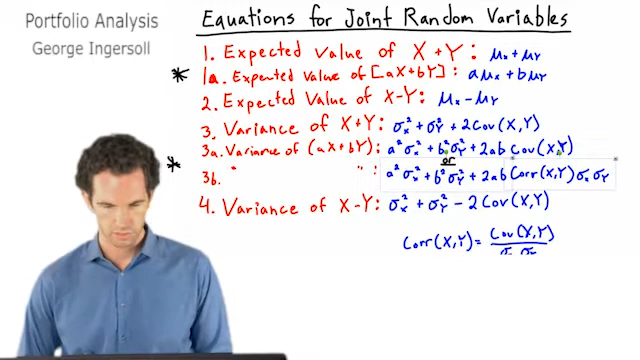 Portfolio Analysis
George Ingersoll
Equations for Joint Random Variables
1. Expected Value of X+Y: μx + μY
* 1a. Expected Value of [aX+bY]: aμx + bμY
2. Expected Value of X-Y: μx - μY
3. Variance of X+Y: σx² + σY² + 2Cov(X,Y)
3a. Variance of (aX+bY): a²σx² + b²σY² + 2ab Cov(X,Y)
or
* 3b. " ": a²σx² + b²σY² + 2ab Corr(X,Y)σxσY
4. Variance of X-Y: σx² + σY² - 2Cov(X,Y)
Corr(X,Y) = Cov(X,Y)
σx σY